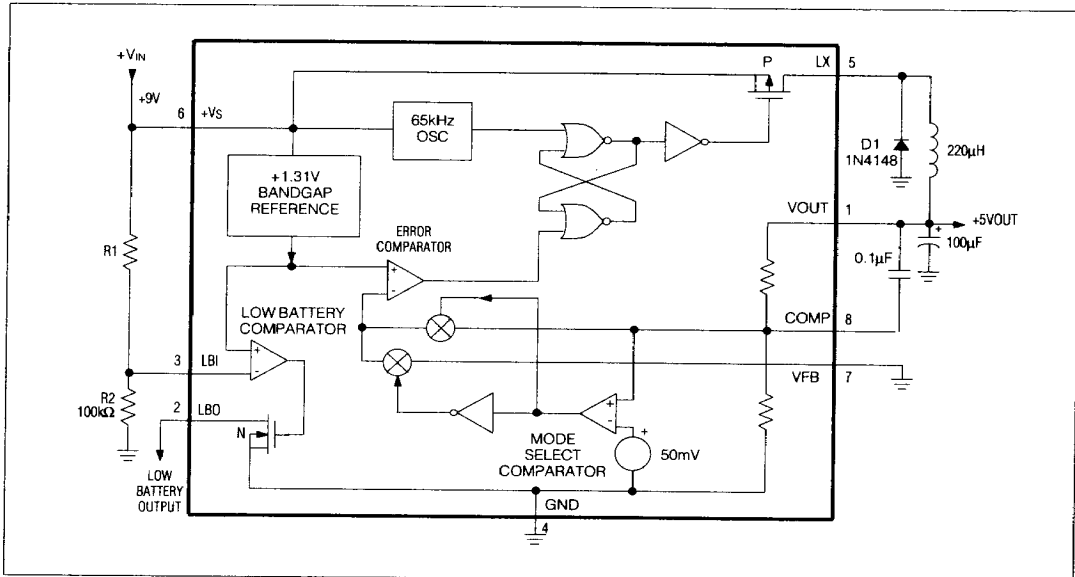 +VIN
+9V
6
+VS
65kHz
OSC
P
LX
5
D1
1N4148
220µH
+1.31V
BANDGAP
REFERENCE
VOUT
1
+5VOUT
+
100µF
0.1µF
R1
ERROR
COMPARATOR
+
-
LOW BATTERY
COMPARATOR
COMP
8
3
LBI
+
-
VFB
7
R2
100kΩ
2
LBO
N
+
-
+
MODE
SELECT
COMPARATOR
50mV
LOW
BATTERY
OUTPUT
GND
4